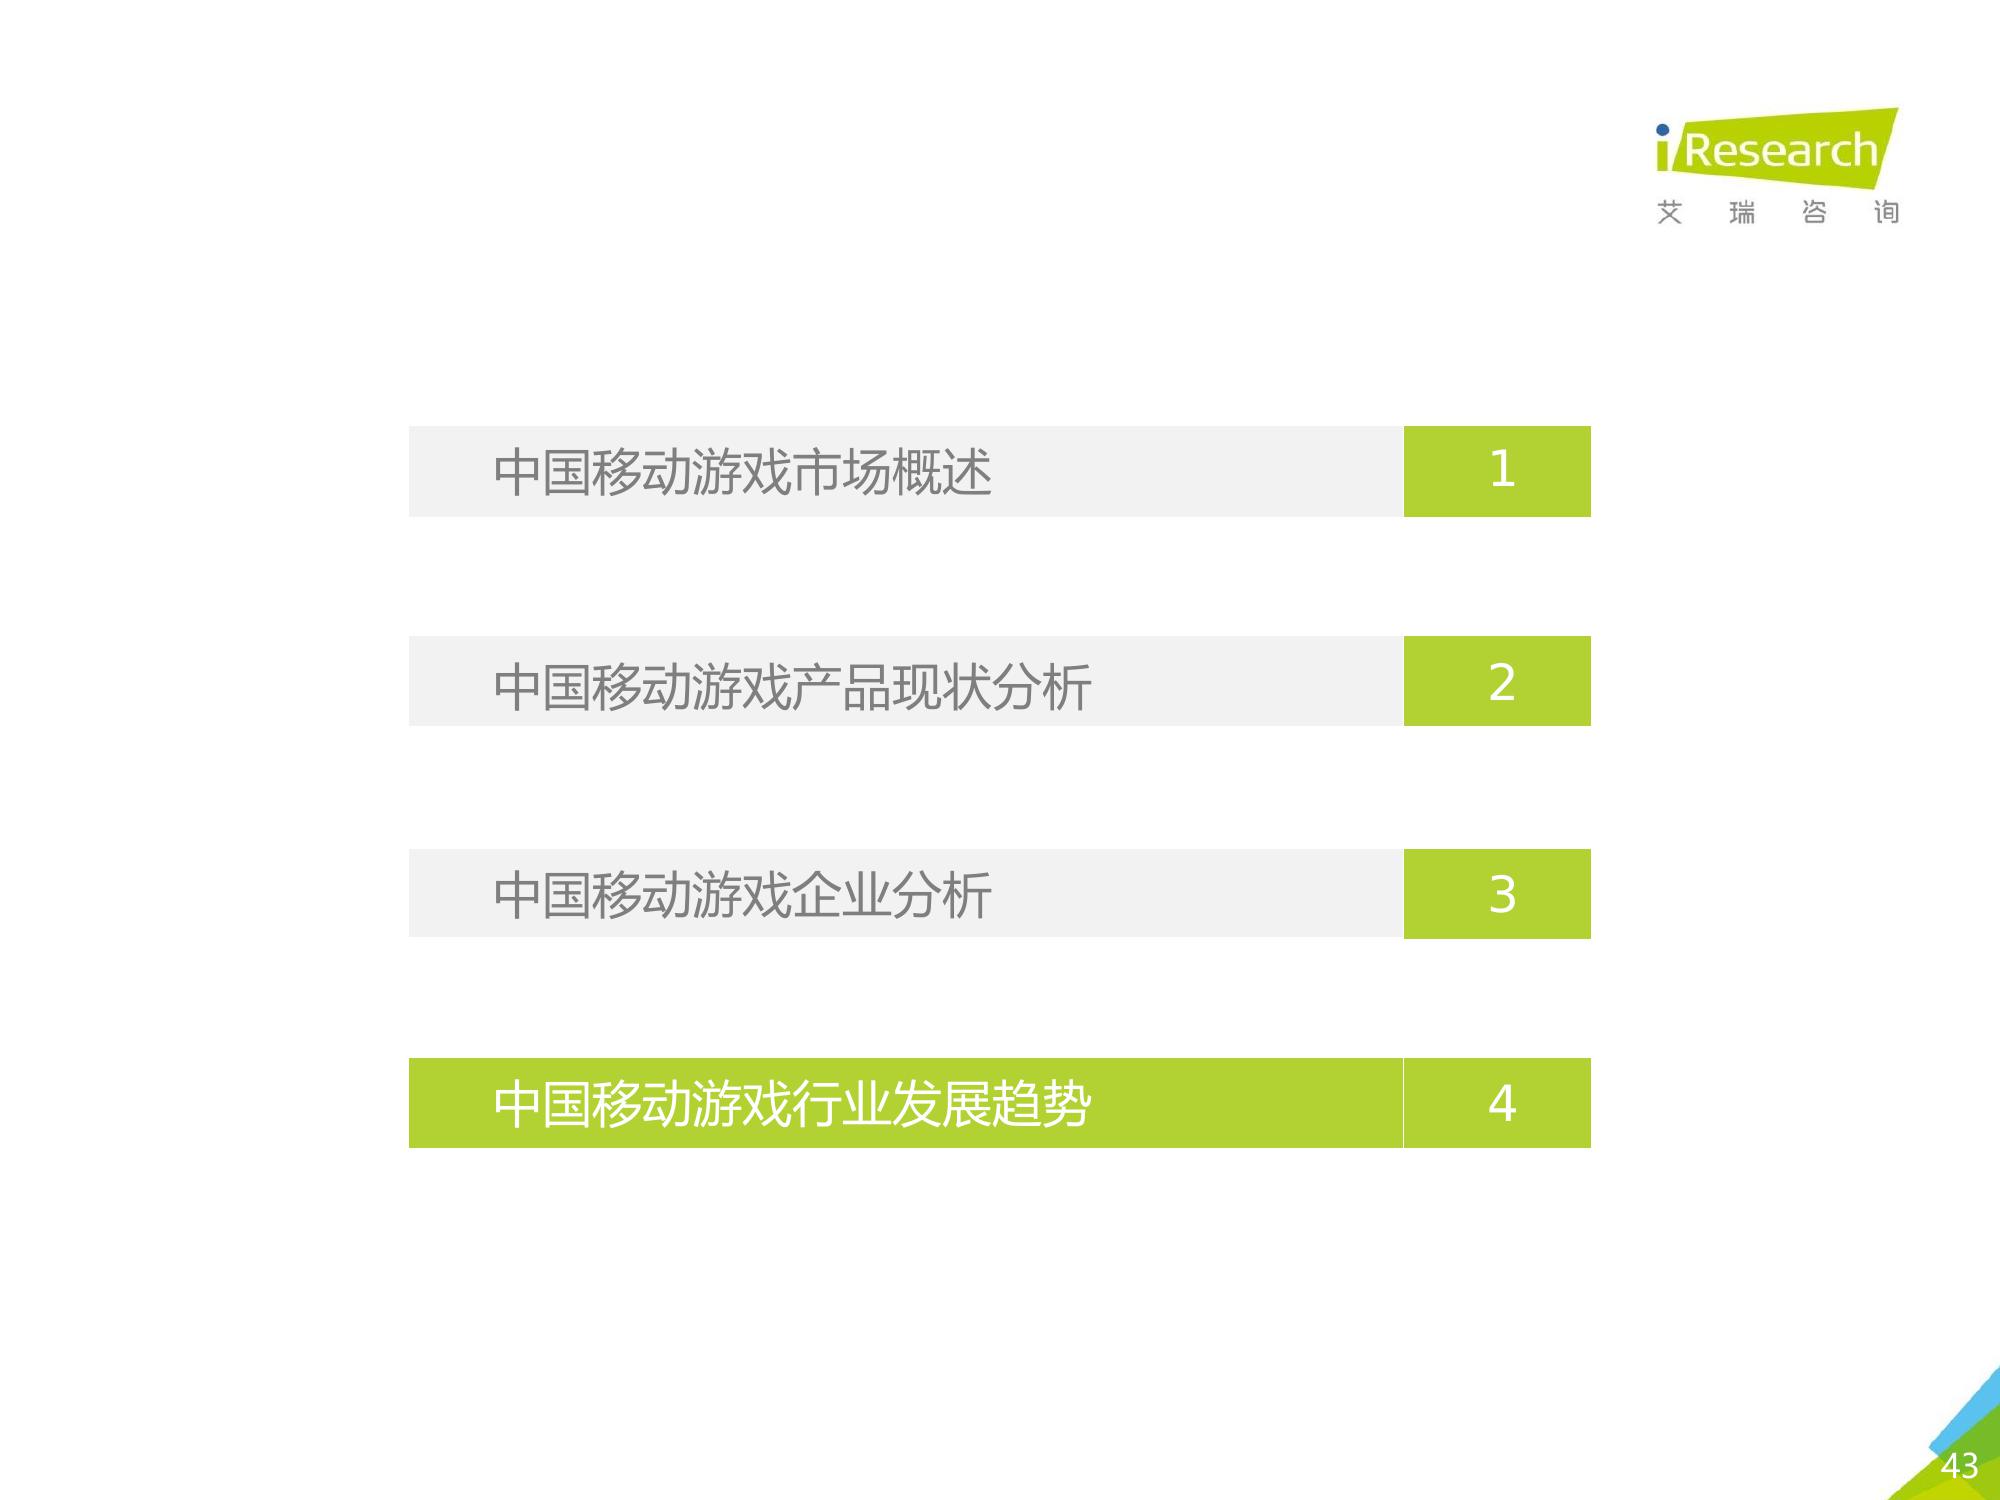 iResearch
艾瑞咨询
中国移动游戏市场概述 1
中国移动游戏产品现状分析 2
中国移动游戏企业分析 3
中国移动游戏行业发展趋势 4
43